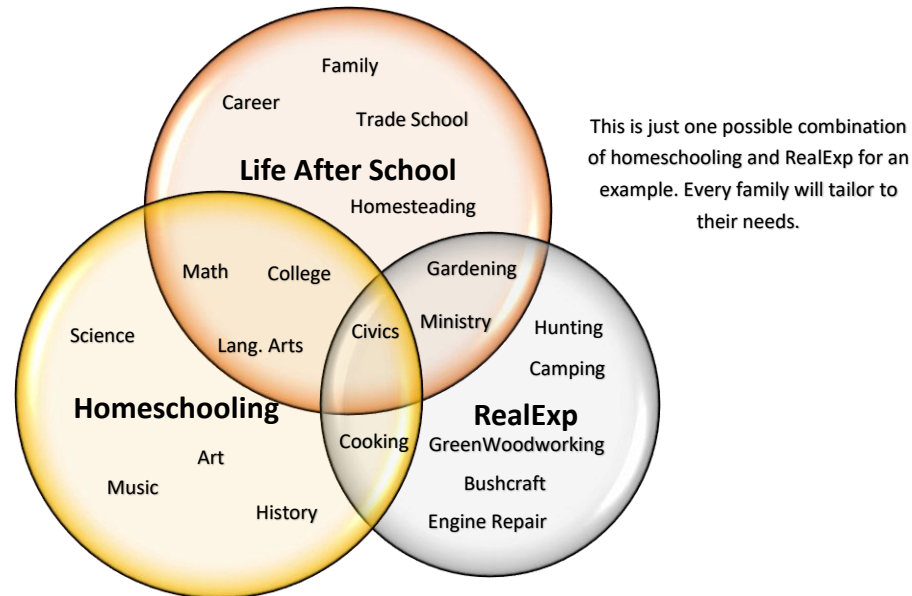 Family
Career
Trade School
This is just one possible combination
of homeschooling and RealExp for an
example. Every family will tailor to
their needs.
Life After School
Homesteading
Math
College
Gardening
Science
Lang. Arts
Civics
Ministry
Hunting
Camping
Homeschooling
RealExp
Cooking
GreenWoodworking
Art
Music
Bushcraft
History
Engine Repair